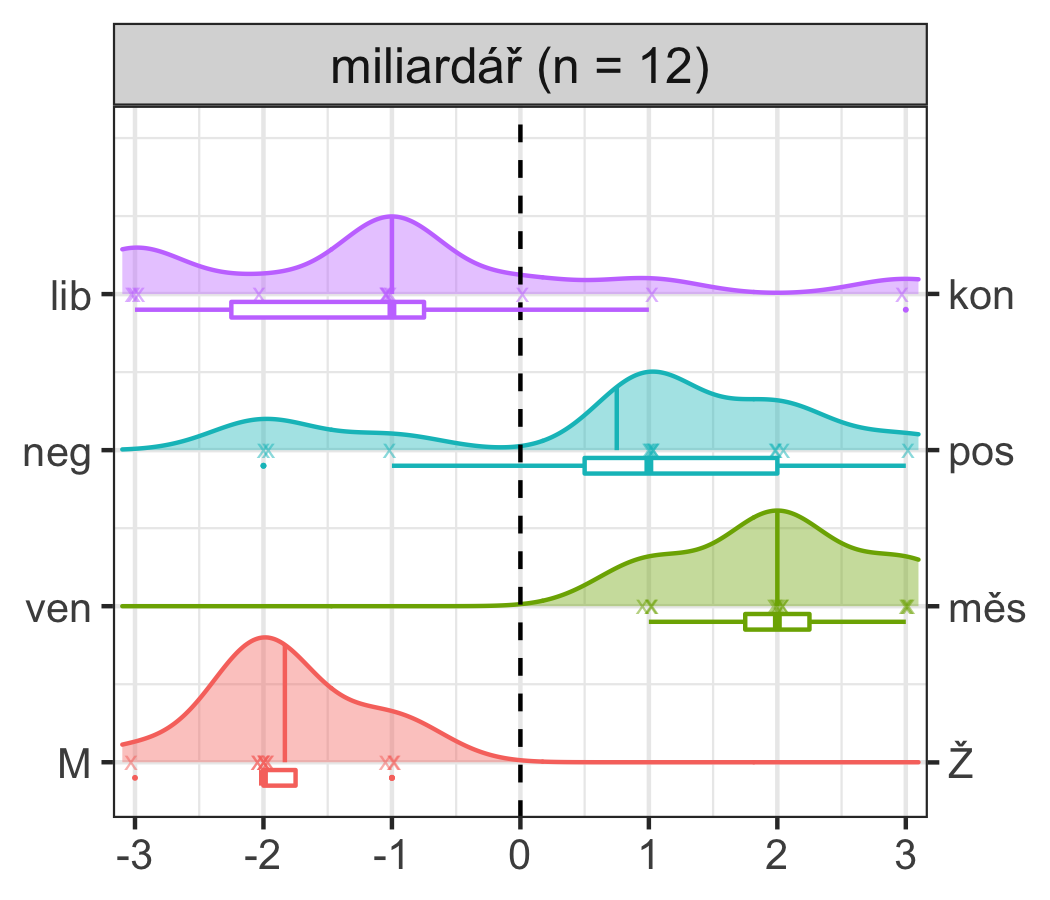 miliardář (n = 12)
lib kon
neg pos
ven měs
M Ž
-3 -2 -1 0 1 2 3